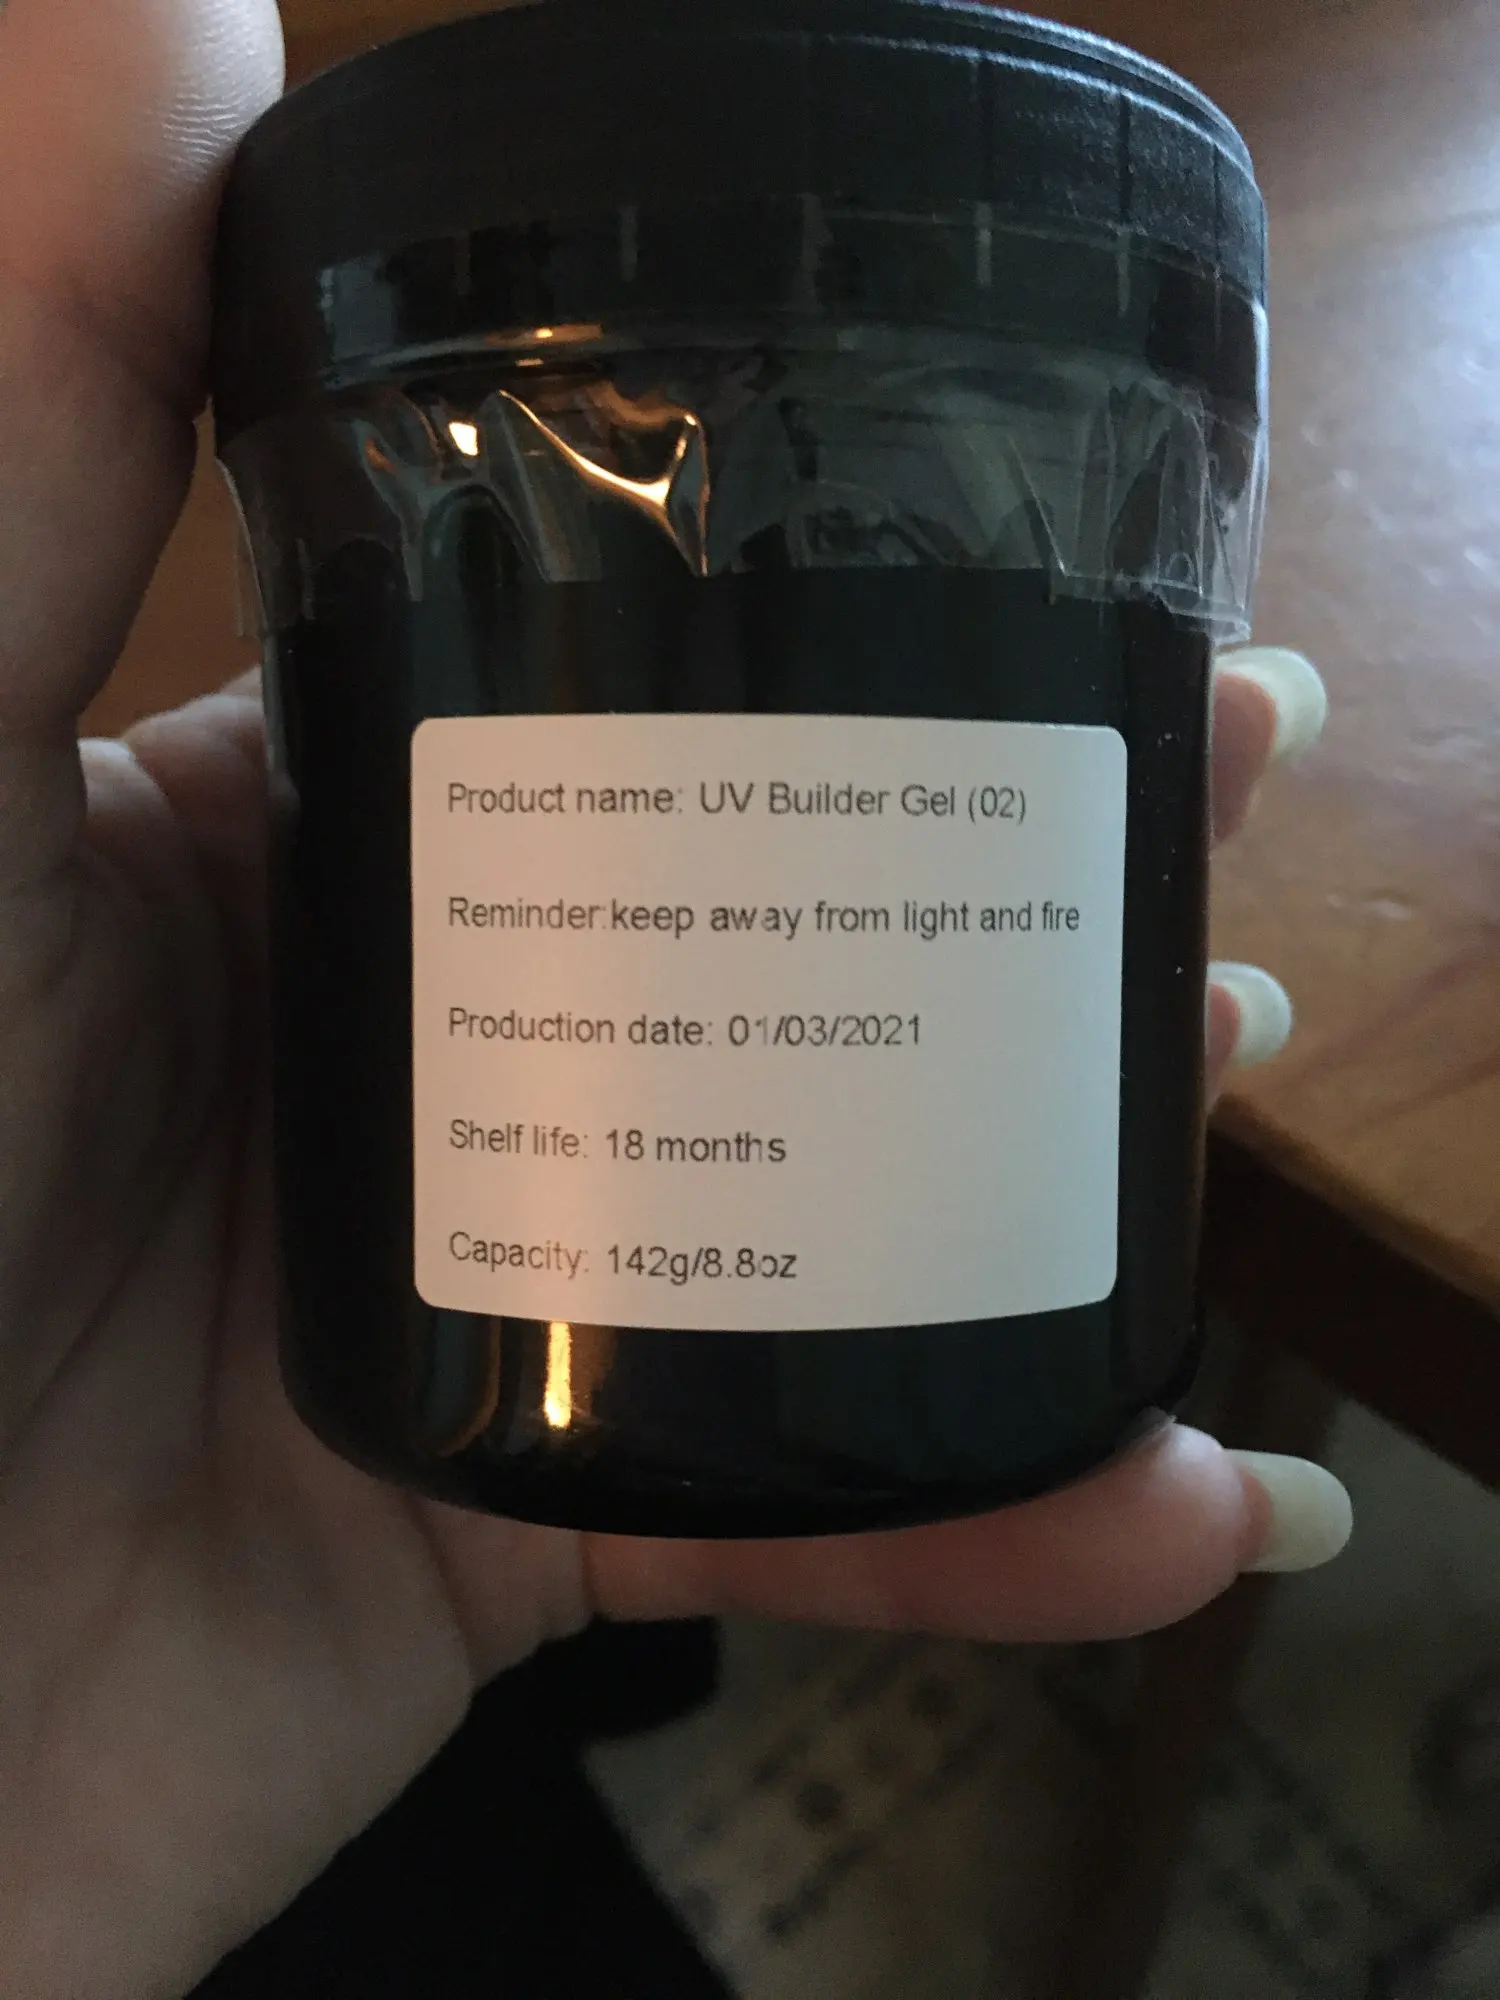 Product name: UV Builder Gel (02)
Reminder:keep away from light and fire
Production date: 01/03/2021
Shelf life: 18 months
Capacity: 142g/8.8oz